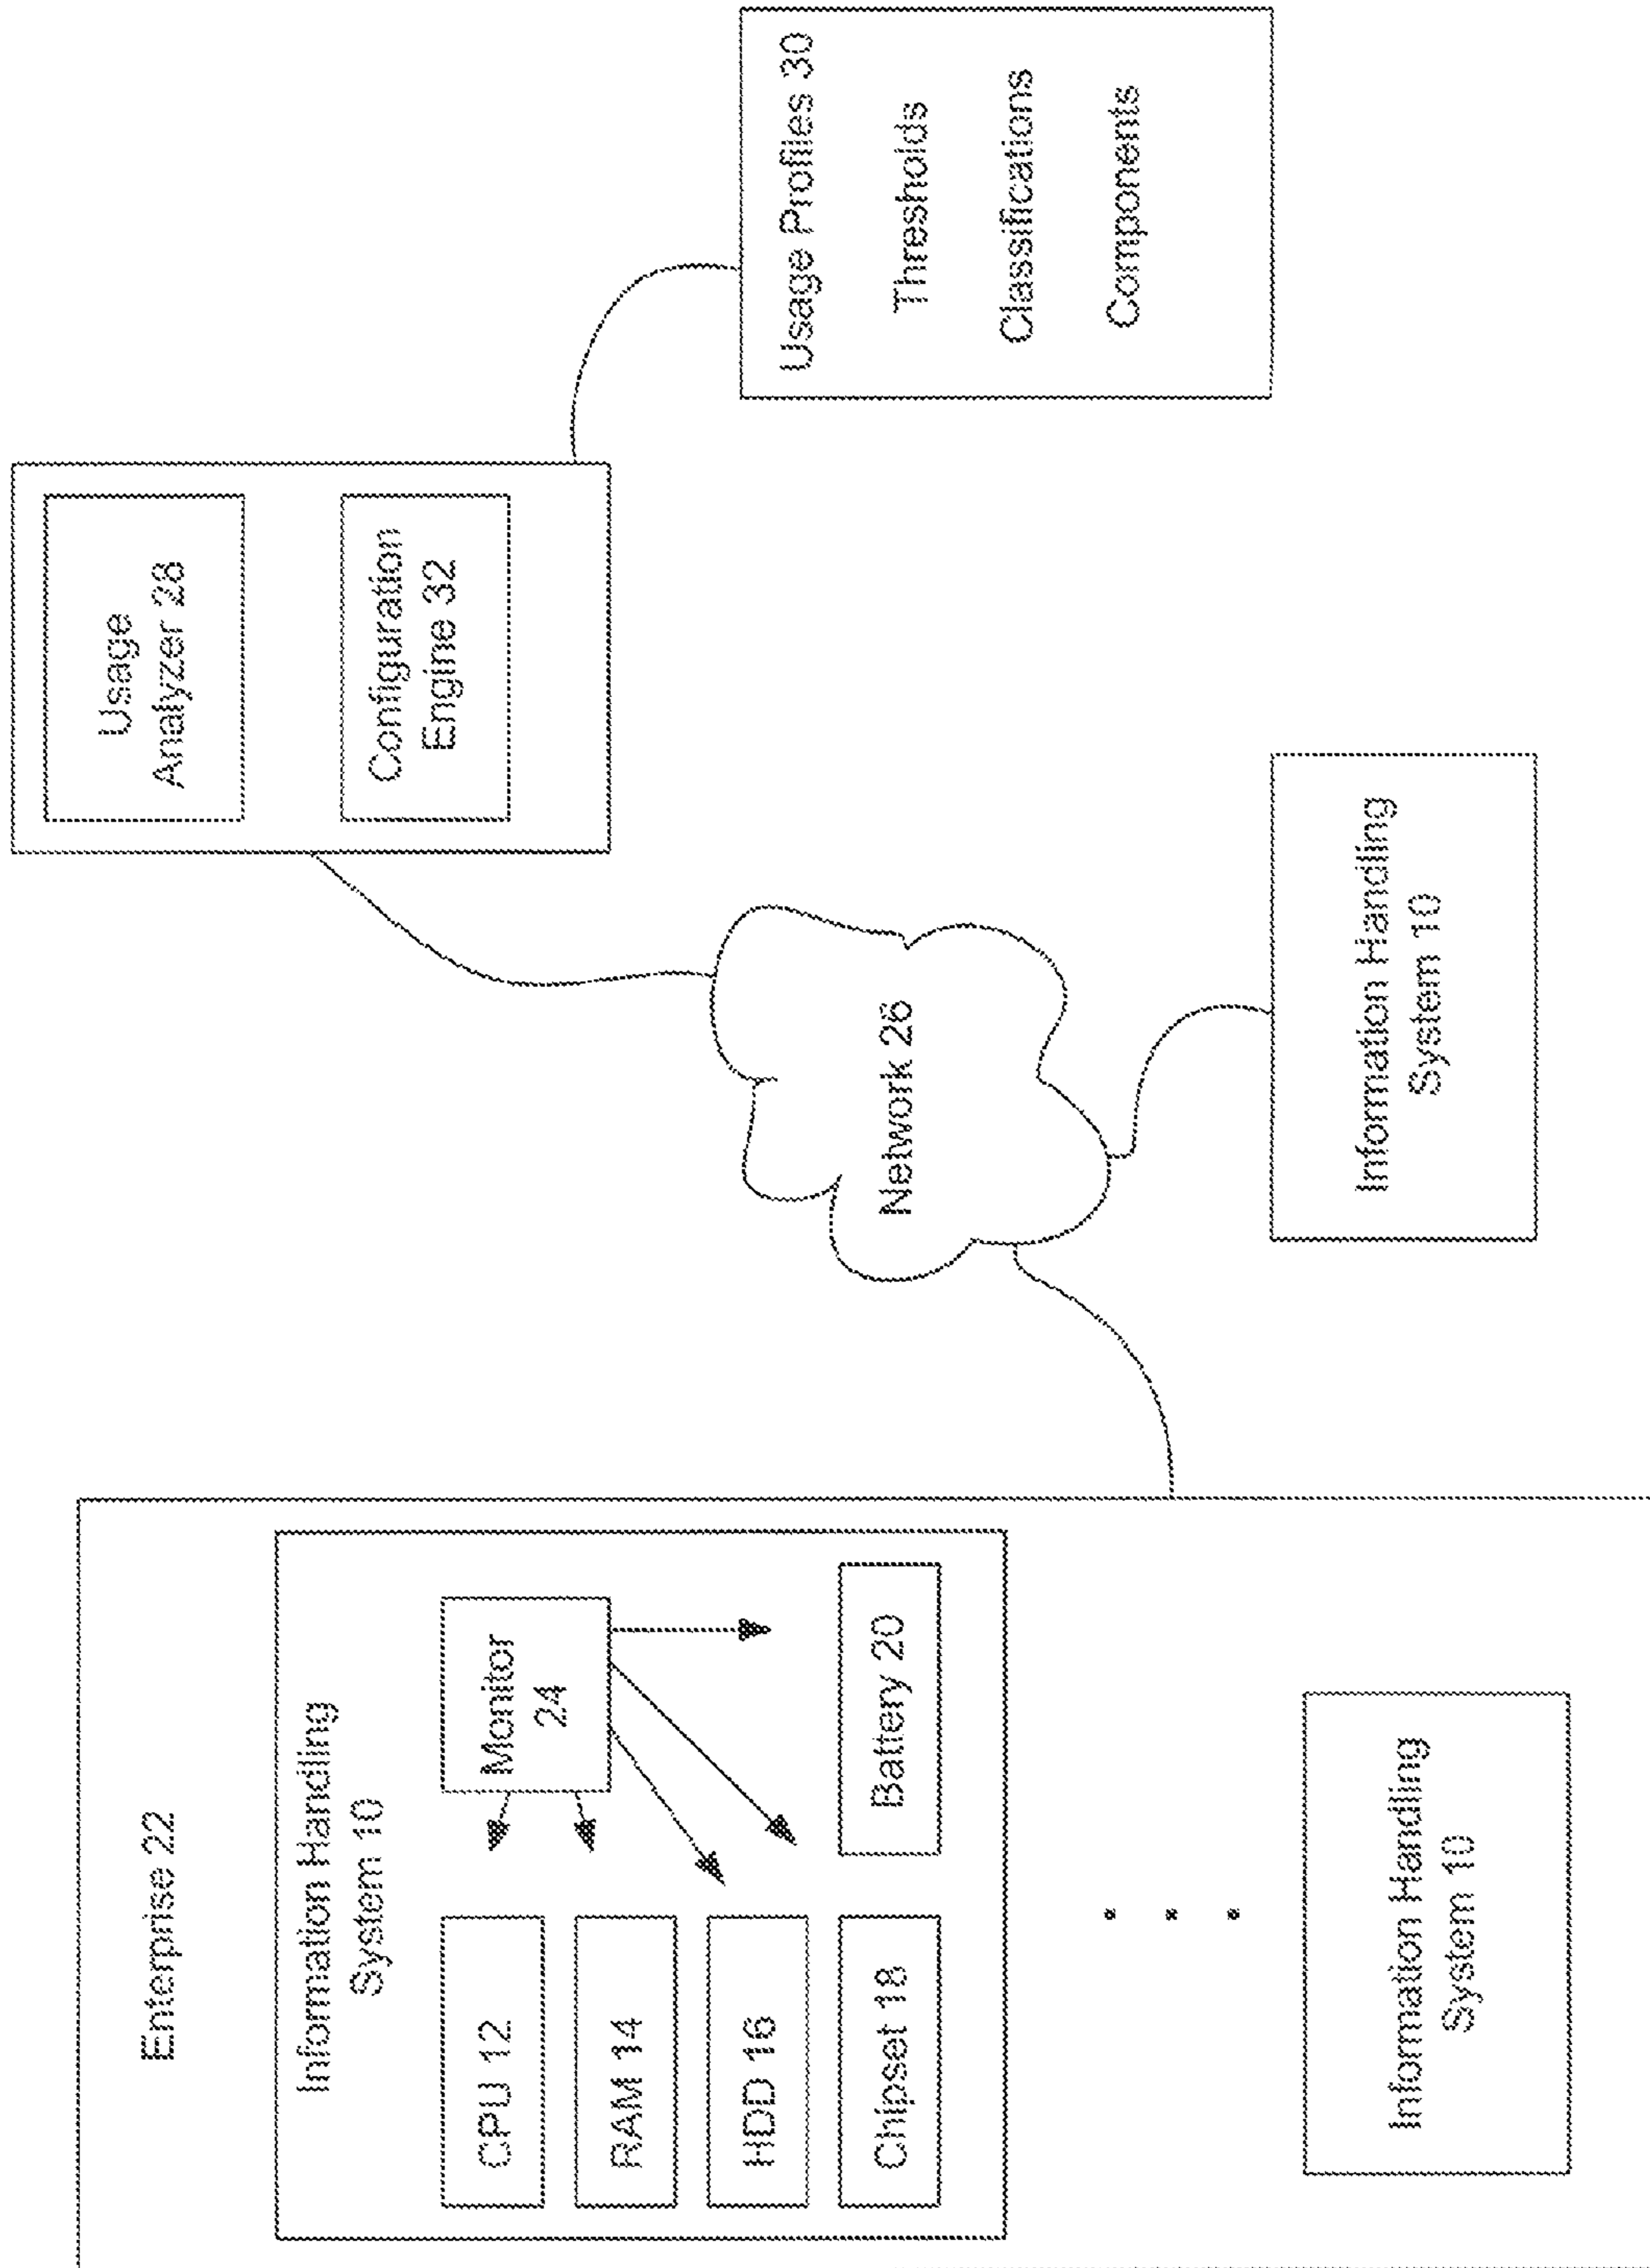 Enterprise 22
Information Handling
System 10
CPU 12
RAM 14
HDD 16
Chipset 18
Monitor
24
Battery 20
Information Handling
System 10
Network 26
Information Handling
System 10
Usage
Analyzer 28
Configuration
Engine 32
Usage Profiles 30
Thresholds
Classifications
Components